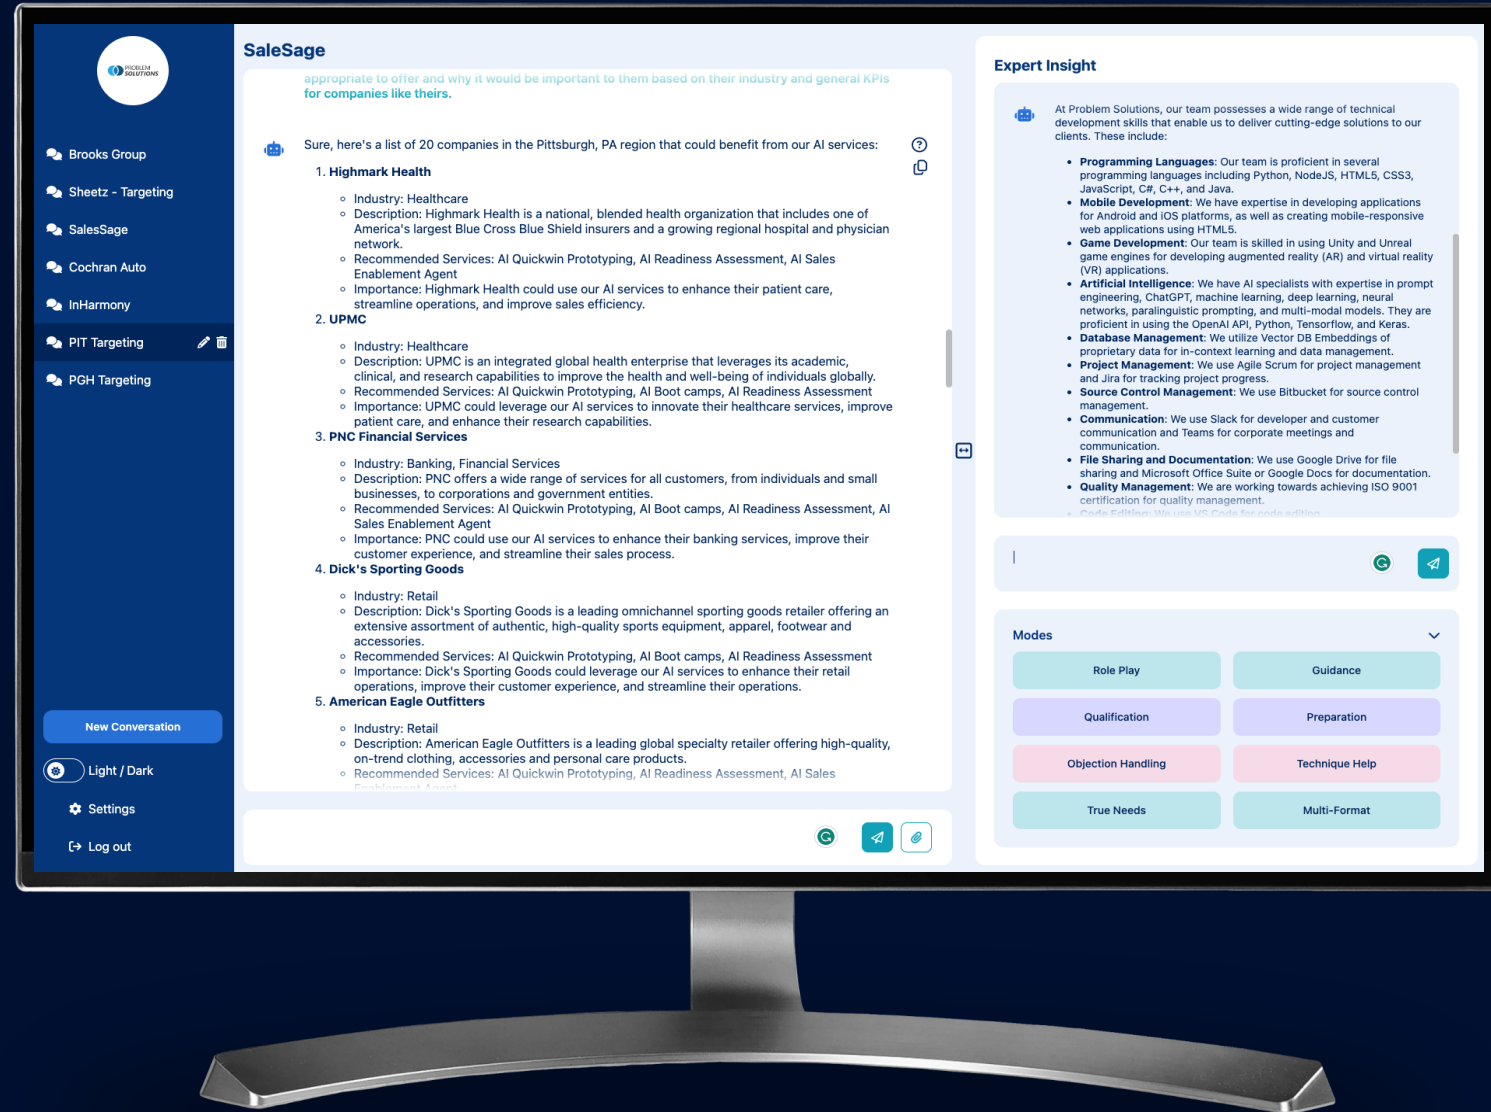 PROBLEM
SOLUTIONS
Brooks Group
Sheetz - Targeting
SalesSage
Cochran Auto
InHarmony
PIT Targeting
PGH Targeting
New Conversation
Light / Dark
Settings
Log out
SaleSage
appropriate to offer and why it would be important to them based on their industry and general KPIs
for companies like theirs.
Sure, here's a list of 20 companies in the Pittsburgh, PA region that could benefit from our AI services:
1. Highmark Health
Industry: Healthcare
Description: Highmark Health is a national, blended health organization that includes one of
America's largest Blue Cross Blue Shield insurers and a growing regional hospital and physician
network.
Recommended Services: AI Quickwin Prototyping, AI Readiness Assessment, AI Sales
Enablement Agent
Importance: Highmark Health could use our AI services to enhance their patient care,
streamline operations, and improve sales efficiency.
2. UPMC
Industry: Healthcare
Description: UPMC is an integrated global health enterprise that leverages its academic,
clinical, and research capabilities to improve the health and well-being of individuals globally.
Recommended Services: AI Quickwin Prototyping, AI Boot camps, AI Readiness Assessment
Importance: UPMC could leverage our AI services to innovate their healthcare services, improve
patient care, and enhance their research capabilities.
3. PNC Financial Services
Industry: Banking, Financial Services
Description: PNC offers a wide range of services for all customers, from individuals and small
businesses, to corporations and government entities.
Recommended Services: AI Quickwin Prototyping, AI Boot camps, AI Readiness Assessment, AI
Sales Enablement Agent
Importance: PNC could use our AI services to enhance their banking services, improve their
customer experience, and streamline their sales process.
4. Dick's Sporting Goods
Industry: Retail
Description: Dick's Sporting Goods is a leading omnichannel sporting goods retailer offering an
extensive assortment of authentic, high-quality sports equipment, apparel, footwear and
accessories.
Recommended Services: AI Quickwin Prototyping, AI Boot camps, AI Readiness Assessment
Importance: Dick's Sporting Goods could leverage our AI services to enhance their retail
operations, improve their customer experience, and streamline their operations.
5. American Eagle Outfitters
Industry: Retail
Description: American Eagle Outfitters is a leading global specialty retailer offering high-quality,
on-trend clothing, accessories and personal care products.
Recommended Services: AI Quickwin Prototyping, AI Readiness Assessment, AI Sales
Enablement Agent
Expert Insight
At Problem Solutions, our team possesses a wide range of technical
development skills that enable us to deliver cutting-edge solutions to our
clients. These include:
Programming Languages: Our team is proficient in several
programming languages including Python, NodeJS, HTML5, CSS3,
JavaScript, C#, C++, and Java.
Mobile Development: We have expertise in developing applications
for Android and iOS platforms, as well as creating mobile-responsive
web applications using HTML5.
Game Development: Our team is skilled in using Unity and Unreal
game engines for developing augmented reality (AR) and virtual reality
(VR) applications.
Artificial Intelligence: We have AI specialists with expertise in prompt
engineering, ChatGPT, machine learning, deep learning, neural
networks, paralinguistic prompting, and multi-modal models. They are
proficient in using the OpenAI API, Python, Tensorflow, and Keras.
Database Management: We utilize Vector DB Embeddings of
proprietary data for in-context learning and data management.
Project Management: We use Agile Scrum for project management
and Jira for tracking project progress.
Source Control Management: We use Bitbucket for source control
management.
Communication: We use Slack for developer and customer
communication and Teams for corporate meetings and
communication.
File Sharing and Documentation: We use Google Drive for file
sharing and Microsoft Office Suite or Google Docs for documentation.
Quality Management: We are working towards achieving ISO 9001
certification for quality management.
Code Editing: We use VS Code for code editing.
Modes
Role Play
Guidance
Qualification
Preparation
Objection Handling
Technique Help
True Needs
Multi-Format